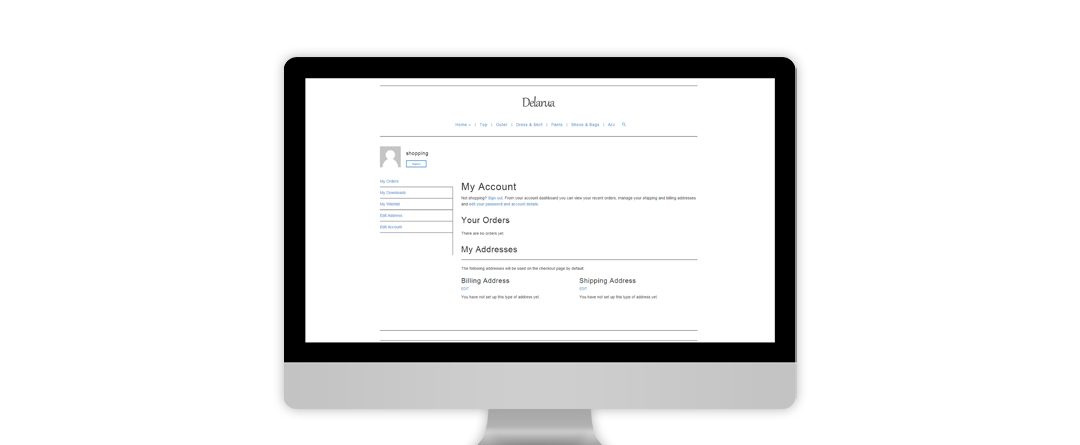 Delarua
Home | Top | Outer | Dress & Skirt | Pants | Shoes & Bags | Acc.
shopping
My Orders
My Downloads
My Wishlist
Edit Address
Edit Account
My Account
Not shopping? Sign out. From your account dashboard you can view your recent orders, manage your shipping and billing addresses
and edit your password and account details.
Your Orders
There are no orders yet.
My Addresses
The following addresses will be used on the checkout page by default.
Billing Address
EDIT
You have not set up this type of address yet.
Shipping Address
EDIT
You have not set up this type of address yet.